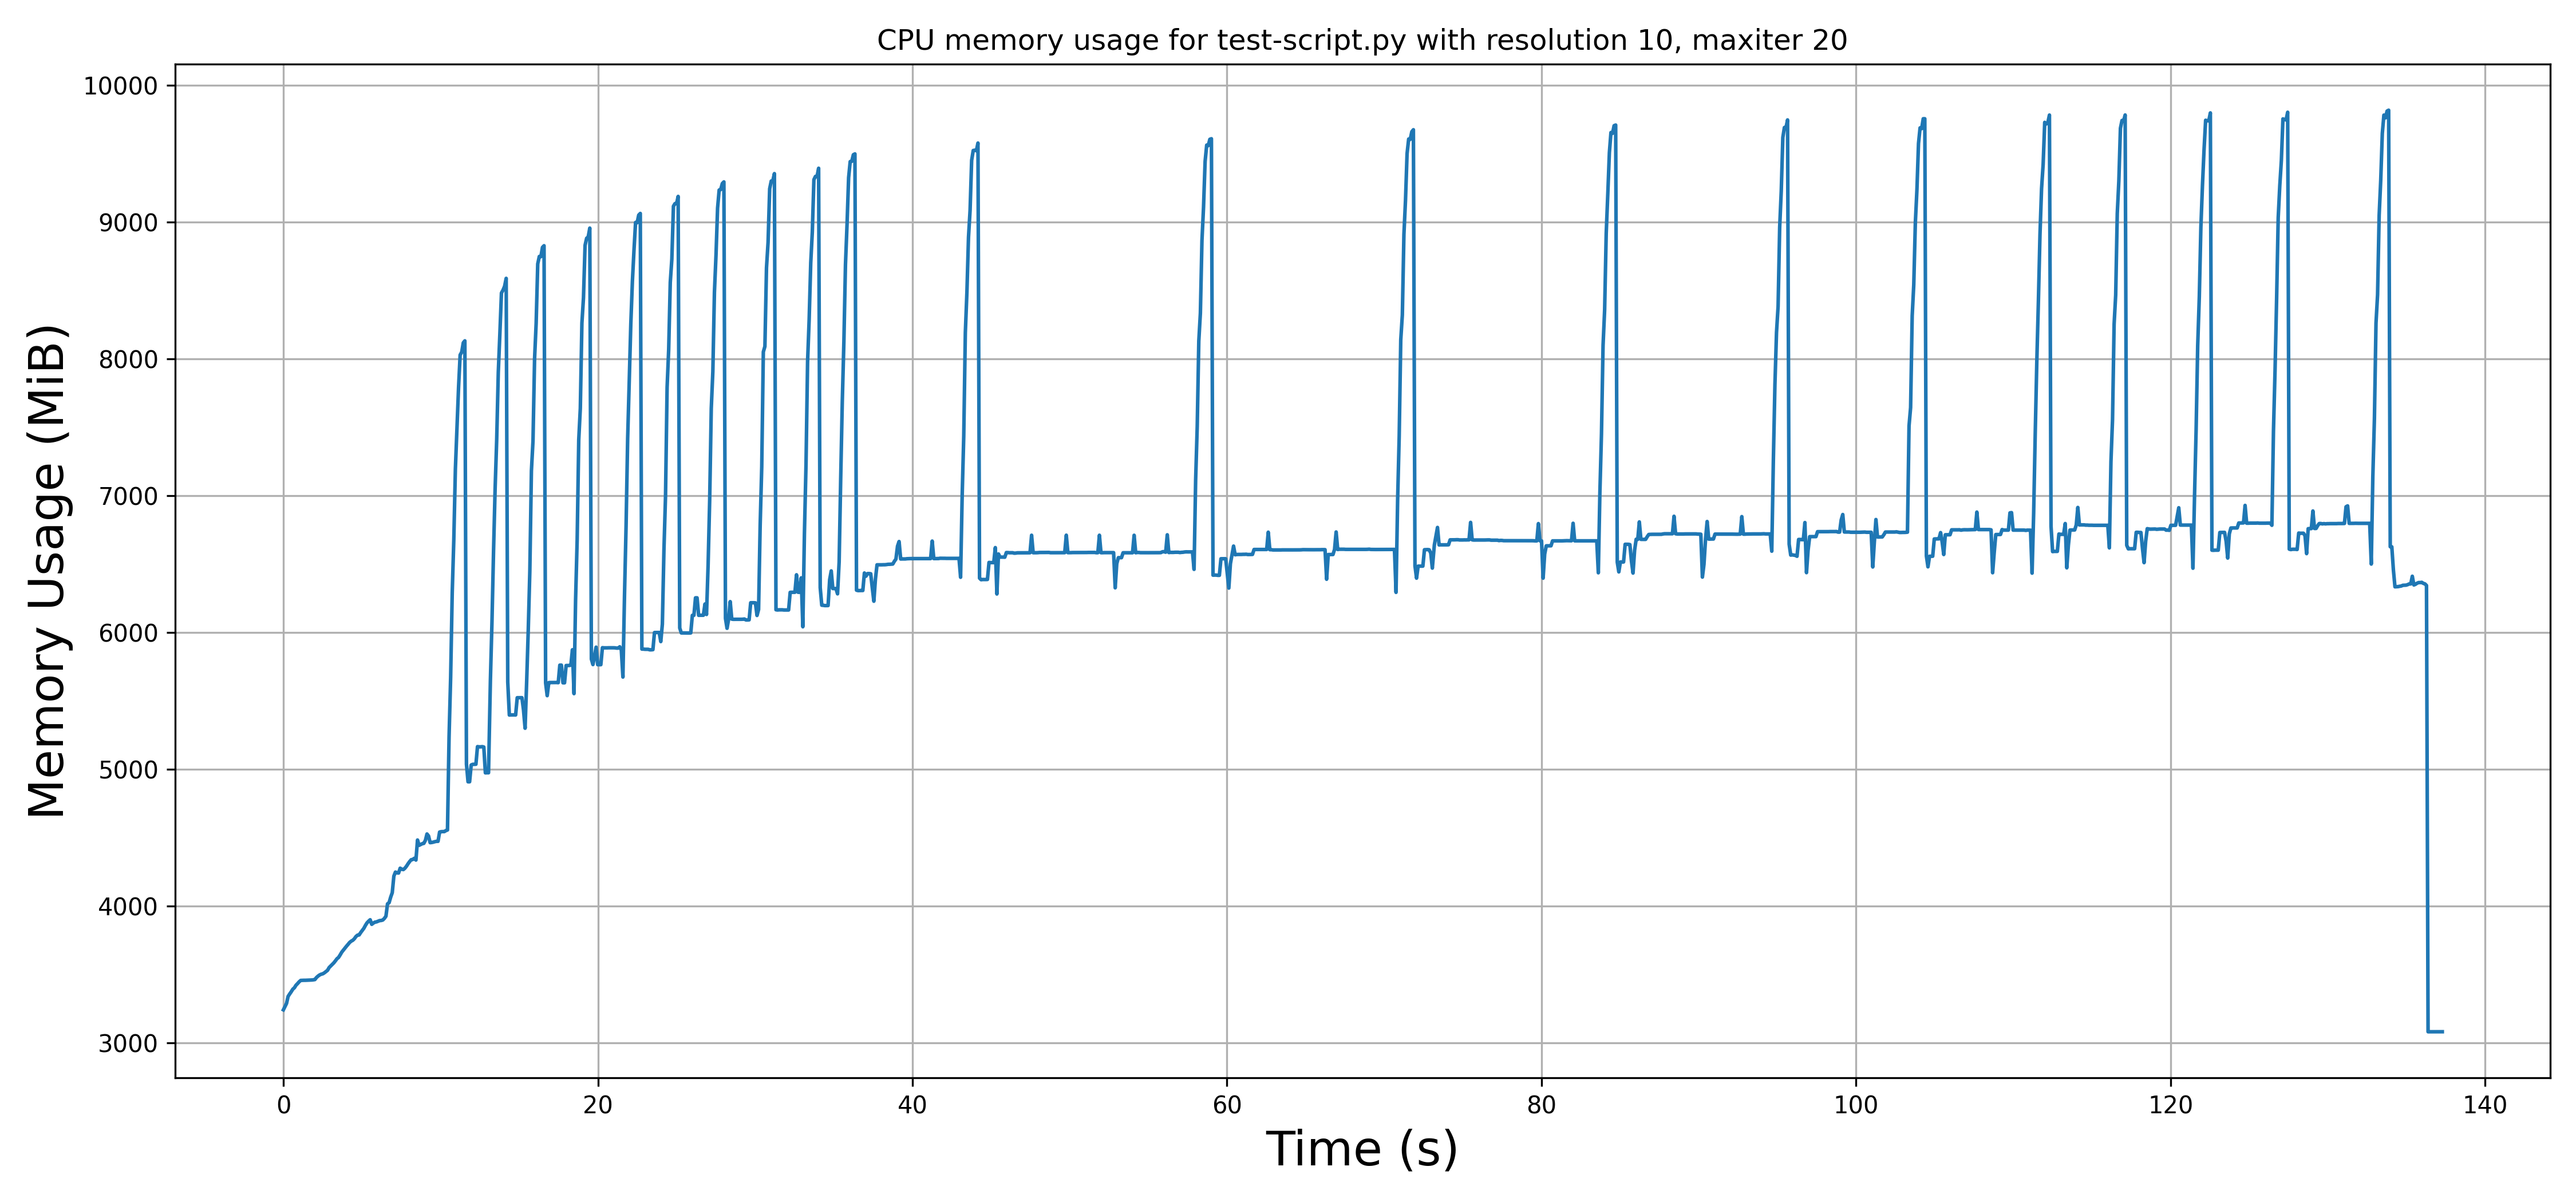 CPU memory usage for test-script.py with resolution 10, maxiter 20
Memory Usage (MiB)
10000
9000
8000
7000
6000
5000
4000
3000
0 20 40 60 80 100 120 140
Time (s)